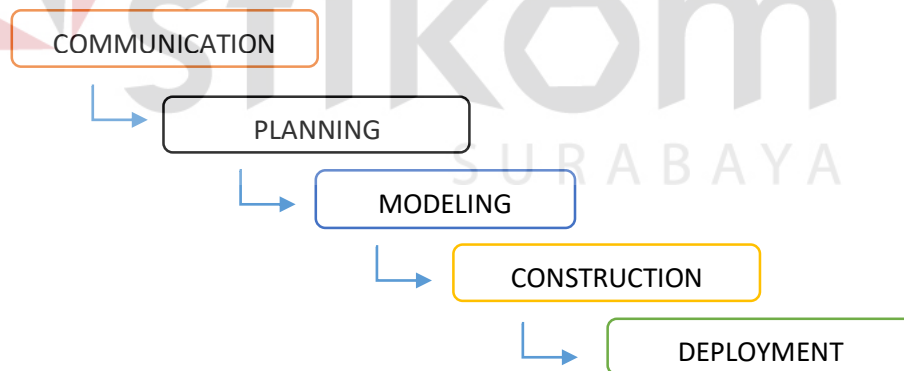 STIKOM
COMMUNICATION
PLANNING
SURABAYA
MODELING
CONSTRUCTION
DEPLOYMENT